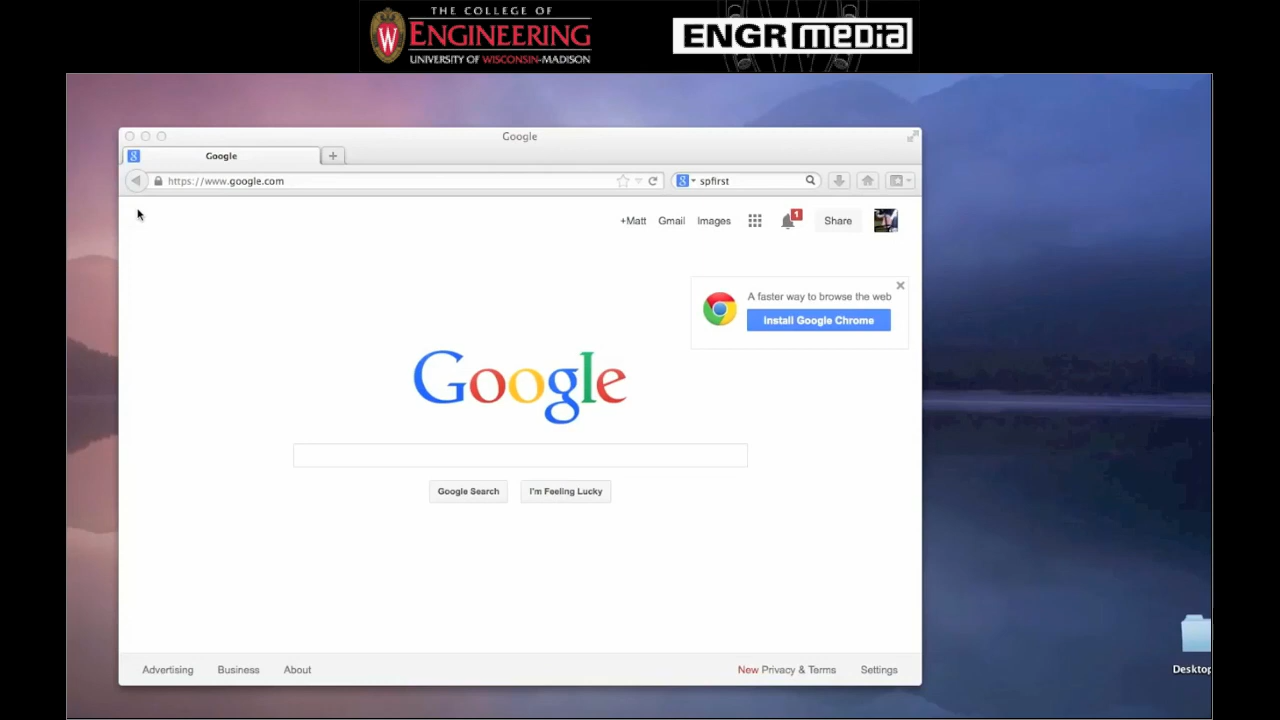 THE COLLEGE OF
ENGINEERING
UNIVERSITY OF WISCONSIN-MADISON
W
ENGR MEDIA
Google
Google
https://www.google.com
spfirst
+Matt Gmail Images 1 Share
A faster way to browse the web
Install Google Chrome
Google
Google Search I'm Feeling Lucky
Desktop
Advertising Business About New Privacy & Terms Settings